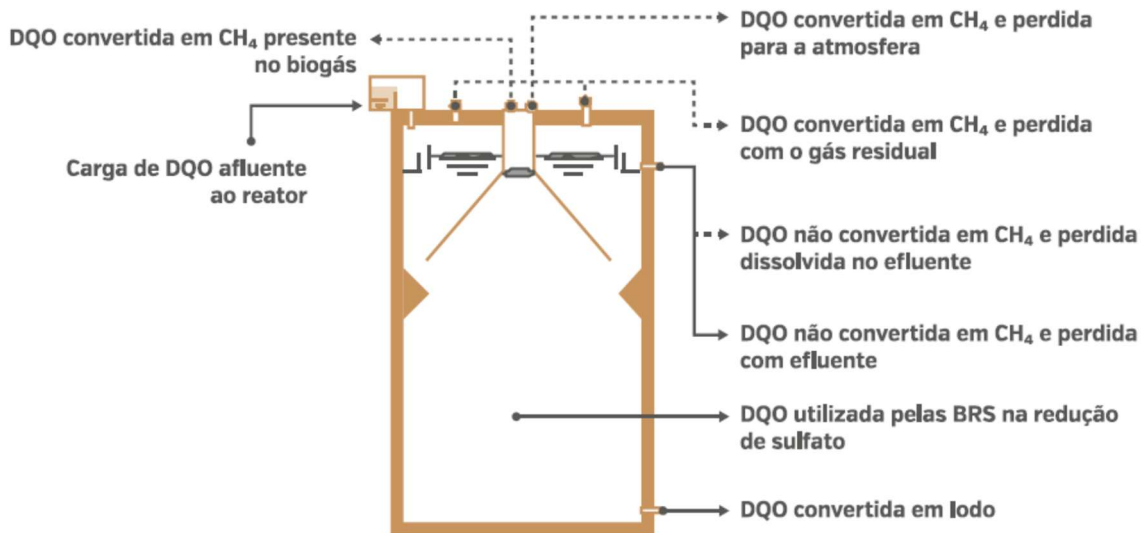 DQO convertida em CH₄ presente
no biogás
Carga de DQO afluente
ao reator
DQO convertida em CH₄ e perdida
para a atmosfera
DQO convertida em CH₄ e perdida
com o gás residual
DQO não convertida em CH₄ e perdida
dissolvida no efluente
DQO não convertida em CH₄ e perdida
com efluente
DQO utilizada pelas BRS na redução
de sulfato
DQO convertida em lodo